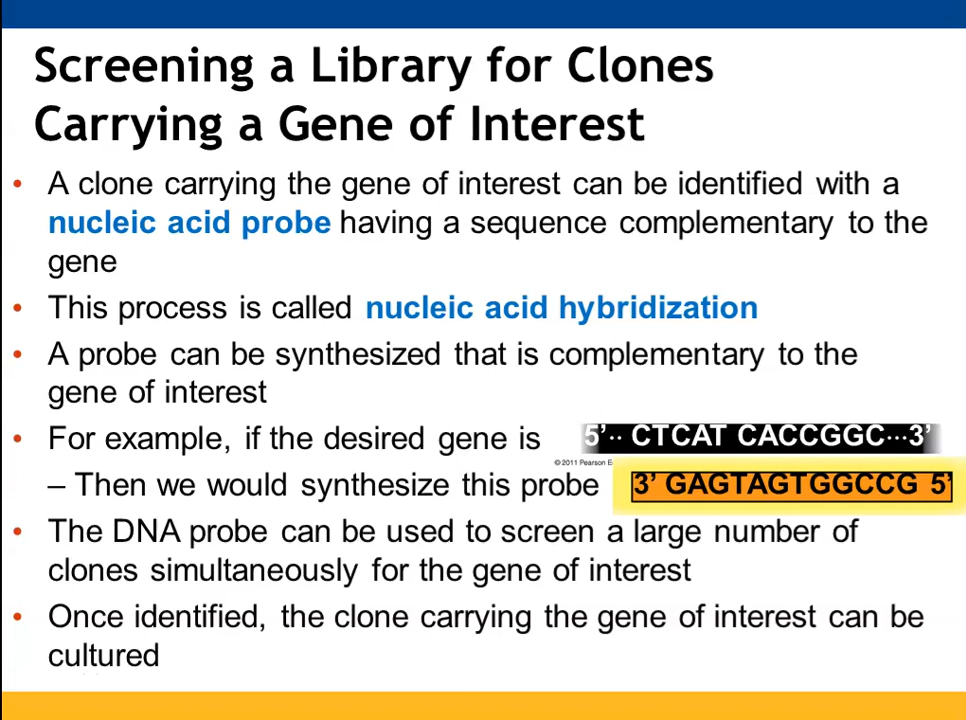 Screening a Library for Clones
Carrying a Gene of Interest
• A clone carrying the gene of interest can be identified with a
nucleic acid probe having a sequence complementary to the
gene
• This process is called nucleic acid hybridization
• A probe can be synthesized that is complementary to the
gene of interest
• For example, if the desired gene is 5’·· CTCAT CACCGGC···3’
© 2011 Pearson
– Then we would synthesize this probe 3’ GAGTAGTGGCCG 5’
• The DNA probe can be used to screen a large number of
clones simultaneously for the gene of interest
• Once identified, the clone carrying the gene of interest can be
cultured